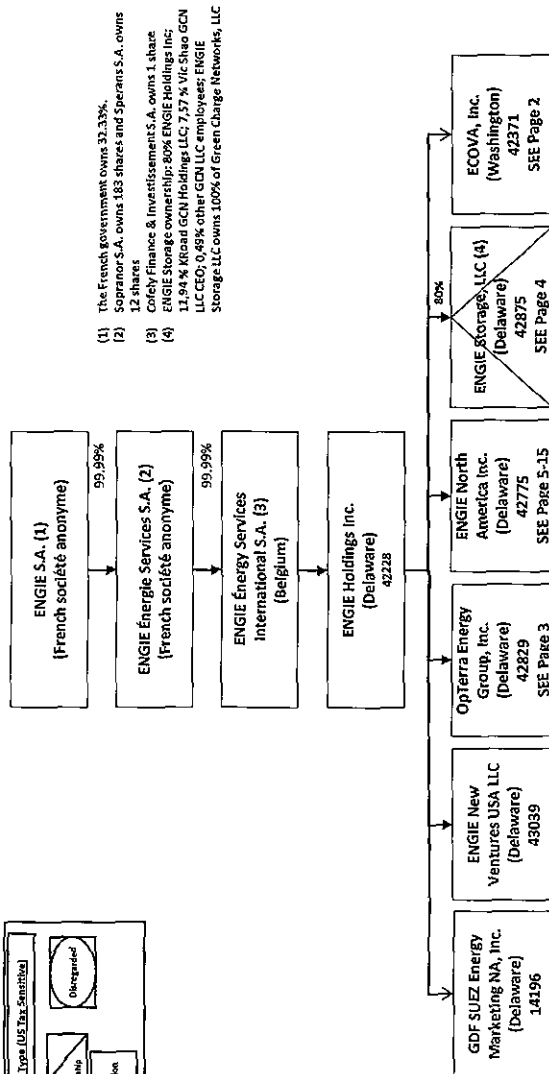 Type (US Tax Sensitive)
Disregarded
ENGIE S.A. (1)
(French société anonyme)
99.99%
ENGIE Énergie Services S.A. (2)
(French société anonyme)
99.99%
ENGIE Énergy Services
International S.A. (3)
(Belgium)
ENGIE Holdings Inc.
(Delaware)
42228
(1) The French government owns 32.33%.
(2) Sopranor S.A. owns 183 shares and Sperans S.A. owns
12 shares
(3) Cofely Finance & Investissement S.A. owns 1 share
(4) ENGIE Storage ownership: 80% ENGIE Holdings Inc;
12,94 % KRoad GCN Holdings LLC; 7,57 % Vic Shao GCN
LLC CEO; 0,49% other GCN LLC employees; ENGIE
Storage LLC owns 100% of Green Charge Networks, LLC
GDF SUEZ Energy
Marketing NA, Inc.
(Delaware)
14196
ENGIE New
Ventures USA LLC
(Delaware)
43039
OpTerra Energy
Group, Inc.
(Delaware)
42829
SEE Page 3
ENGIE North
America Inc.
(Delaware)
42775
SEE Page 5-15
80%
ENGIE Storage, LLC (4)
(Delaware)
42875
SEE Page 4
ECOVA, Inc.
(Washington)
42371
SEE Page 2